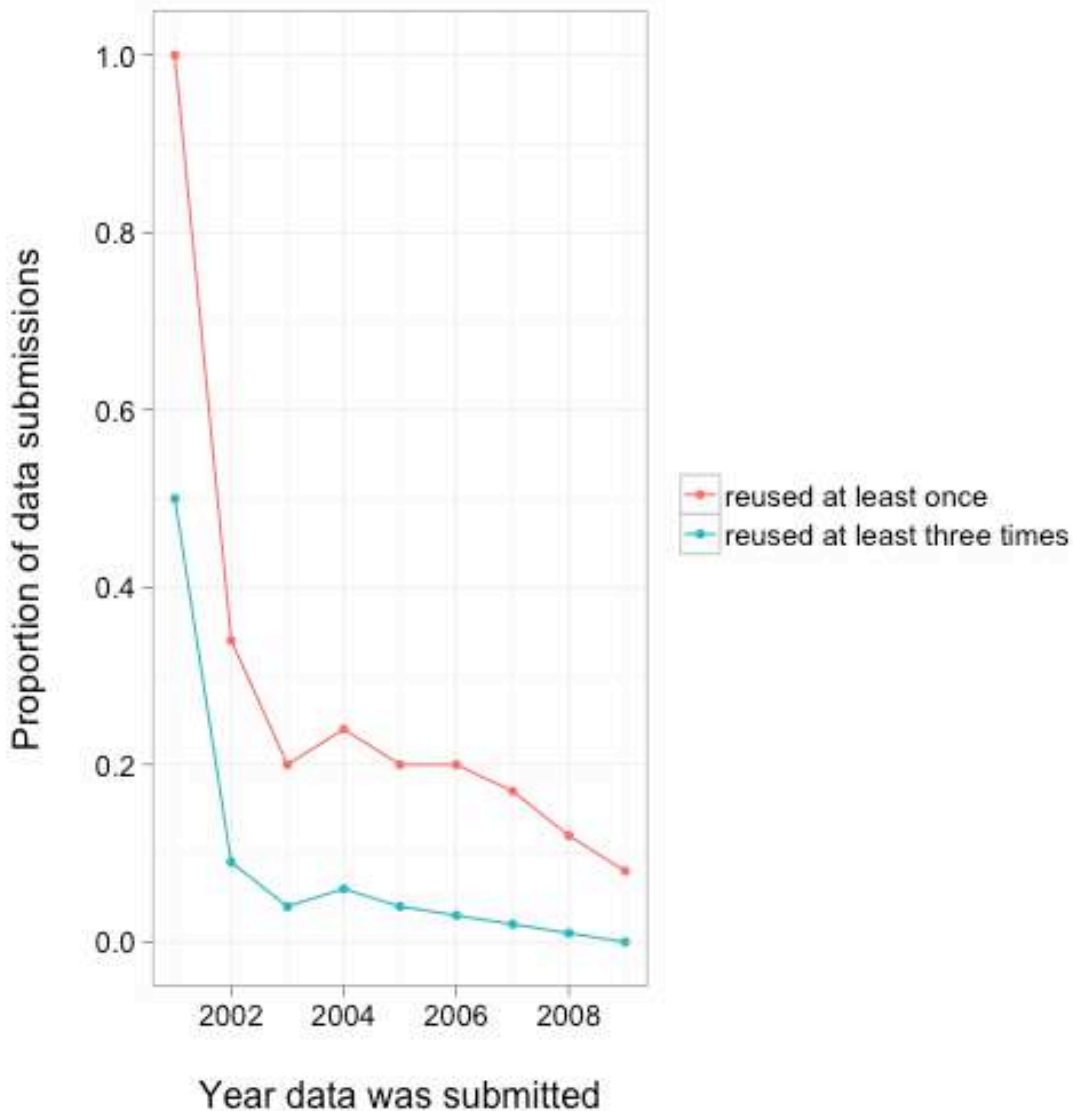 Proportion of data submissions
1.0
0.8
0.6
0.4
0.2
0.0
2002 2004 2006 2008
Year data was submitted
reused at least once
reused at least three times